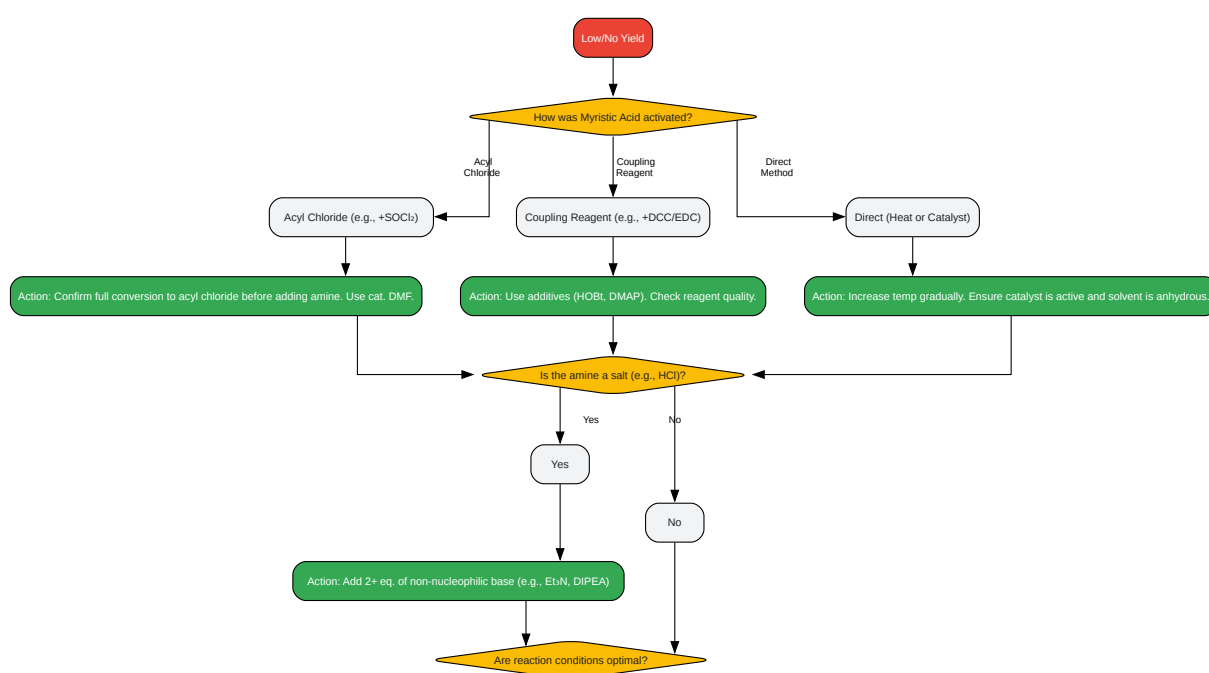 Low/No Yield
How was Myristic Acid activated?
Acyl
Chloride
Coupling
Reagent
Direct
Method
Acyl Chloride (e.g., +SOCl₂)
Coupling Reagent (e.g., +DCC/EDC)
Direct (Heat or Catalyst)
Action: Confirm full conversion to acyl chloride before adding amine. Use cat. DMF.
Action: Use additives (HOBt, DMAP). Check reagent quality.
Action: Increase temp gradually. Ensure catalyst is active and solvent is anhydrous.
Is the amine a salt (e.g., HCl)?
Yes
No
Yes
No
Action: Add 2+ eq. of non-nucleophilic base (e.g., Et₃N, DIPEA)
Are reaction conditions optimal?